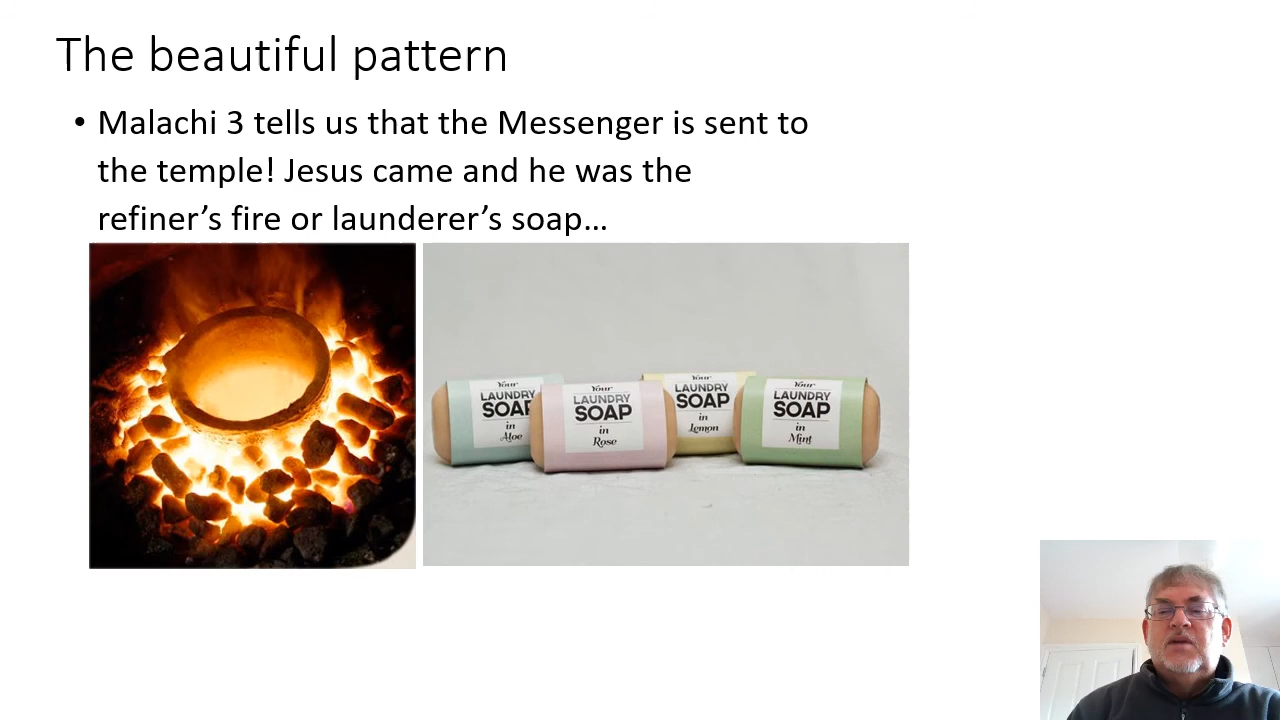 The beautiful pattern
• Malachi 3 tells us that the Messenger is sent to
the temple! Jesus came and he was the
refiner’s fire or launderer’s soap…
Your
LAUNDRY
SOAP
in
Aloe
Your
LAUNDRY
SOAP
in
Rose
Your
LAUNDRY
SOAP
in
Lemon
Your
LAUNDRY
SOAP
in
Mint